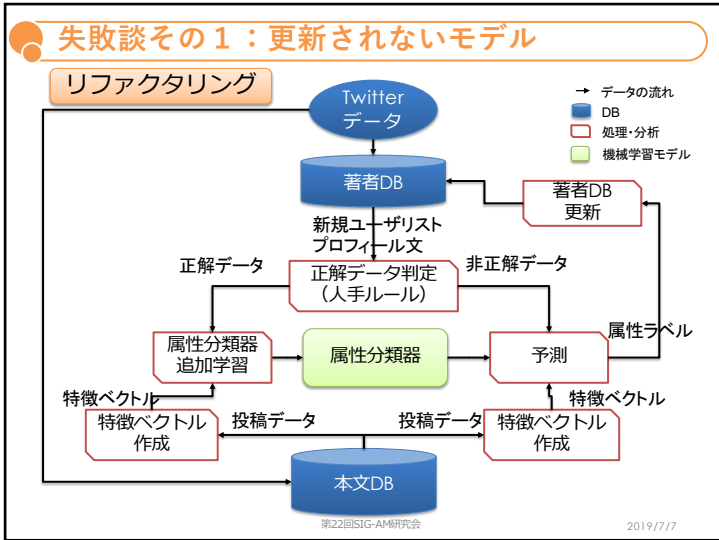 失敗談その１：更新されないモデル
リファクタリング
Twitter
データ
データの流れ
DB
処理・分析
機械学習モデル
著者DB
著者DB
更新
新規ユーザリスト
プロフィール文
正解データ
非正解データ
正解データ判定
（人手ルール）
属性ラベル
属性分類器
追加学習
属性分類器
予測
特徴ベクトル
特徴ベクトル
特徴ベクトル
作成
投稿データ
投稿データ
特徴ベクトル
作成
本文DB
第22回SIG-AM研究会
2019/7/7